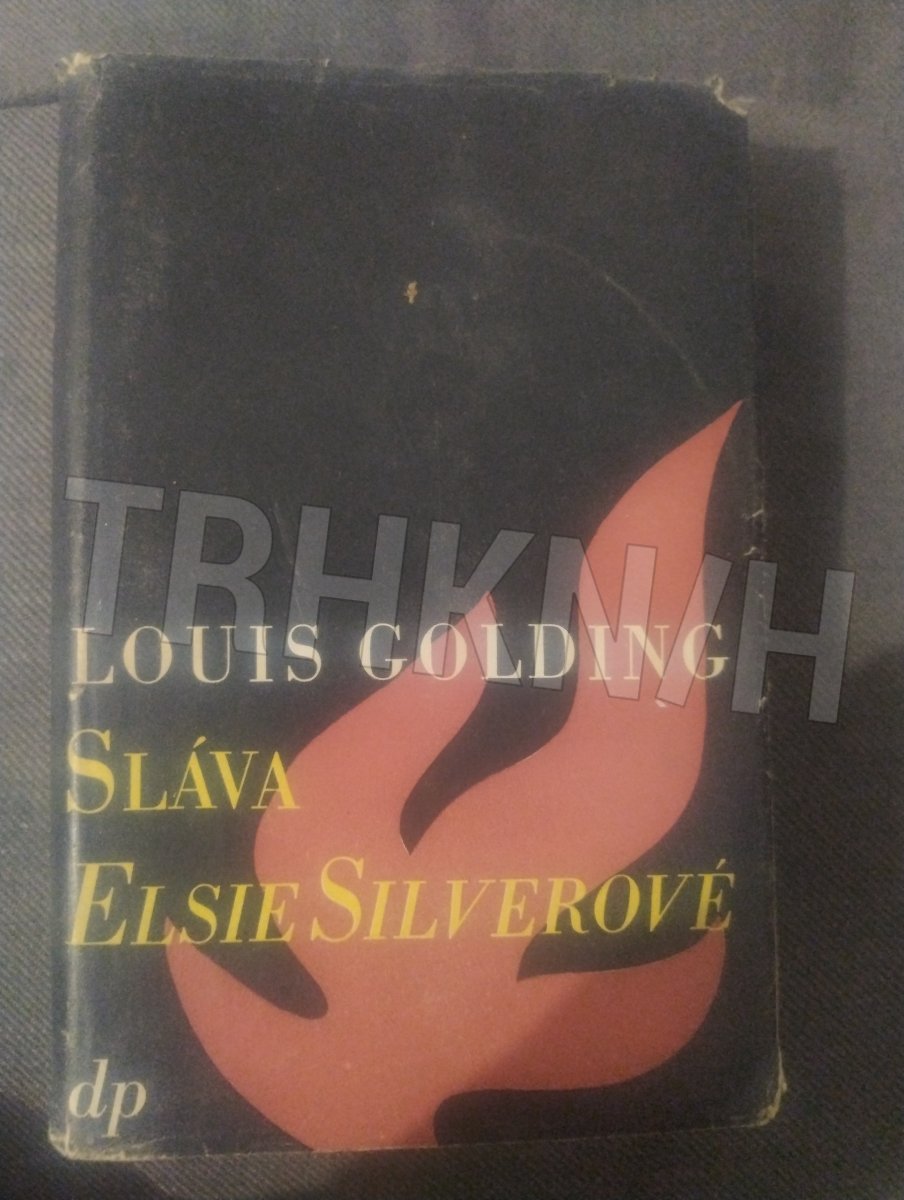 TRHKNIH
LOUIS GOLDING
SLÁVA
ELSIE SILVEROVÉ
dp